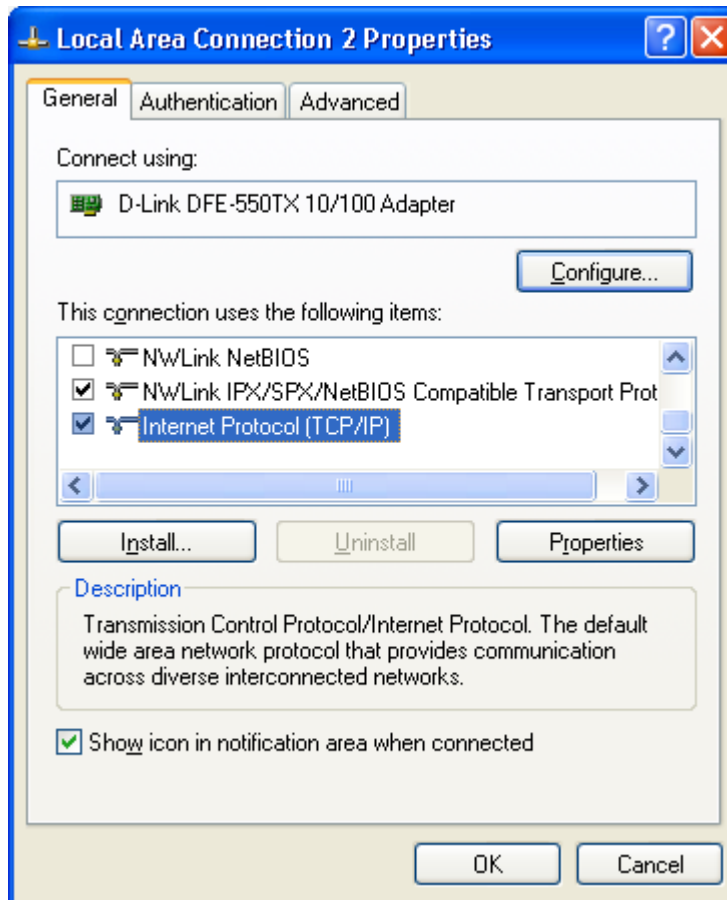 Local Area Connection 2 Properties
General Authentication Advanced
Connect using:
D-Link DFE-550TX 10/100 Adapter
Configure...
This connection uses the following items:
NWLink NetBIOS
NWLink IPX/SPX/NetBIOS Compatible Transport Prot
Internet Protocol (TCP/IP)
Install... Uninstall Properties
Description
Transmission Control Protocol/Internet Protocol. The default
wide area network protocol that provides communication
across diverse interconnected networks.
Show icon in notification area when connected
OK Cancel